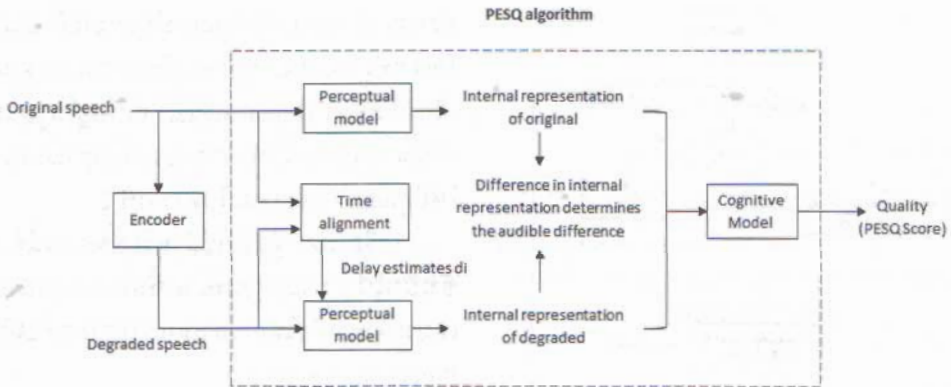 PESQ algorithm
Original speech
Perceptual
model
Internal representation
of original
Encoder
Time
alignment
Difference in internal
representation determines
the audible difference
Cognitive
Model
Quality
(PESQ Score)
Delay estimates di
Degraded speech
Perceptual
model
Internal representation
of degraded